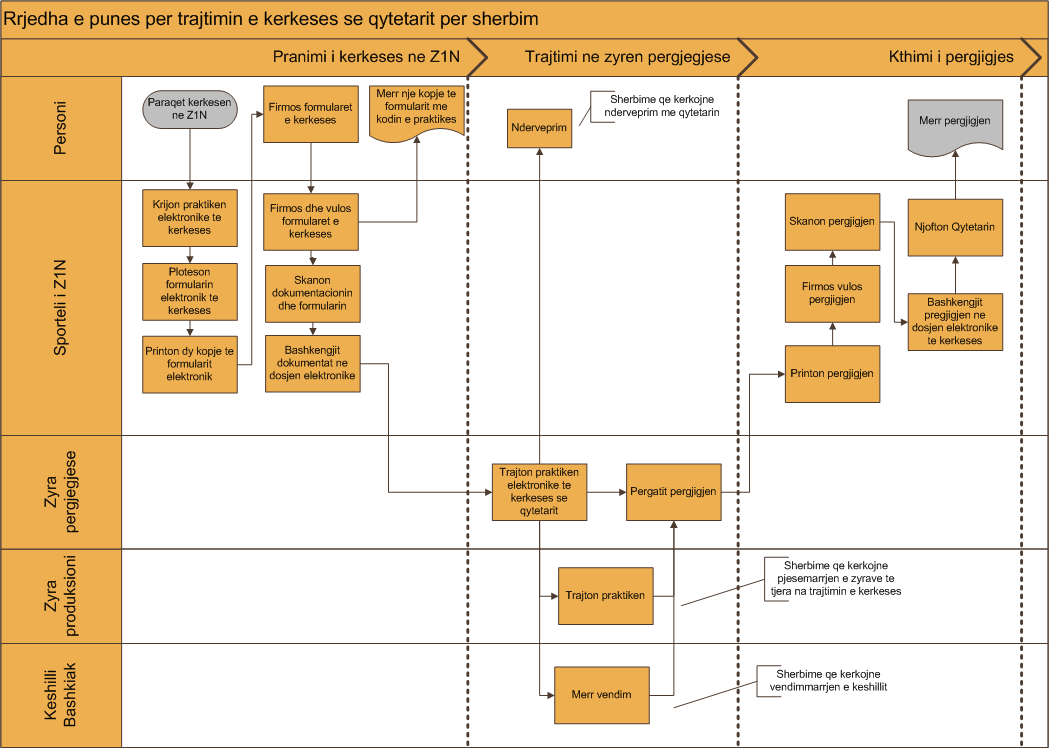 Rrjedha e punes per trajtimin e kerkeses se qytetarit per sherbim
Pranimi i kerkeses ne Z1N
Trajtimi ne zyren pergjegjese
Kthimi i pergjigjes
Personi
Paraqet kerkesen
ne Z1N
Firmos formularet
e kerkeses
Merr nje kopje te
formularit me
kodin e praktikes
Nderveprim
Sherbime qe kerkojne
nderveprim me qytetarin
Merr pergjigjen
Sporteli i Z1N
Krijon praktiken
elektronike te
kerkeses
Ploteson
formularin
elektronik te
kerkeses
Printon dy kopje te
formularit
elektronik
Firmos dhe vulos
formularet e
kerkeses
Skanon
dokumentacionin
dhe formularin
Bashkengjit
dokumentat ne
dosjen elektronike
Skanon pergjigjen
Firmos vulos
pergjigjen
Printon pergjigjen
Njofton Qytetarin
Bashkengjit
pregjigjen ne
dosjen elektronike
te kerkeses
Zyra
pergjegjese
Trajton praktiken
elektronike te
kerkeses se
qytetarit
Pergatit pergjigjen
Zyra
produksioni
Trajton praktiken
Sherbime qe kerkojne
pjesemarrjen e zyrave te
tjera na trajtimin e kerkeses
Keshilli
Bashkiak
Merr vendim
Sherbime qe kerkojne
vendimmarrjen e keshillit